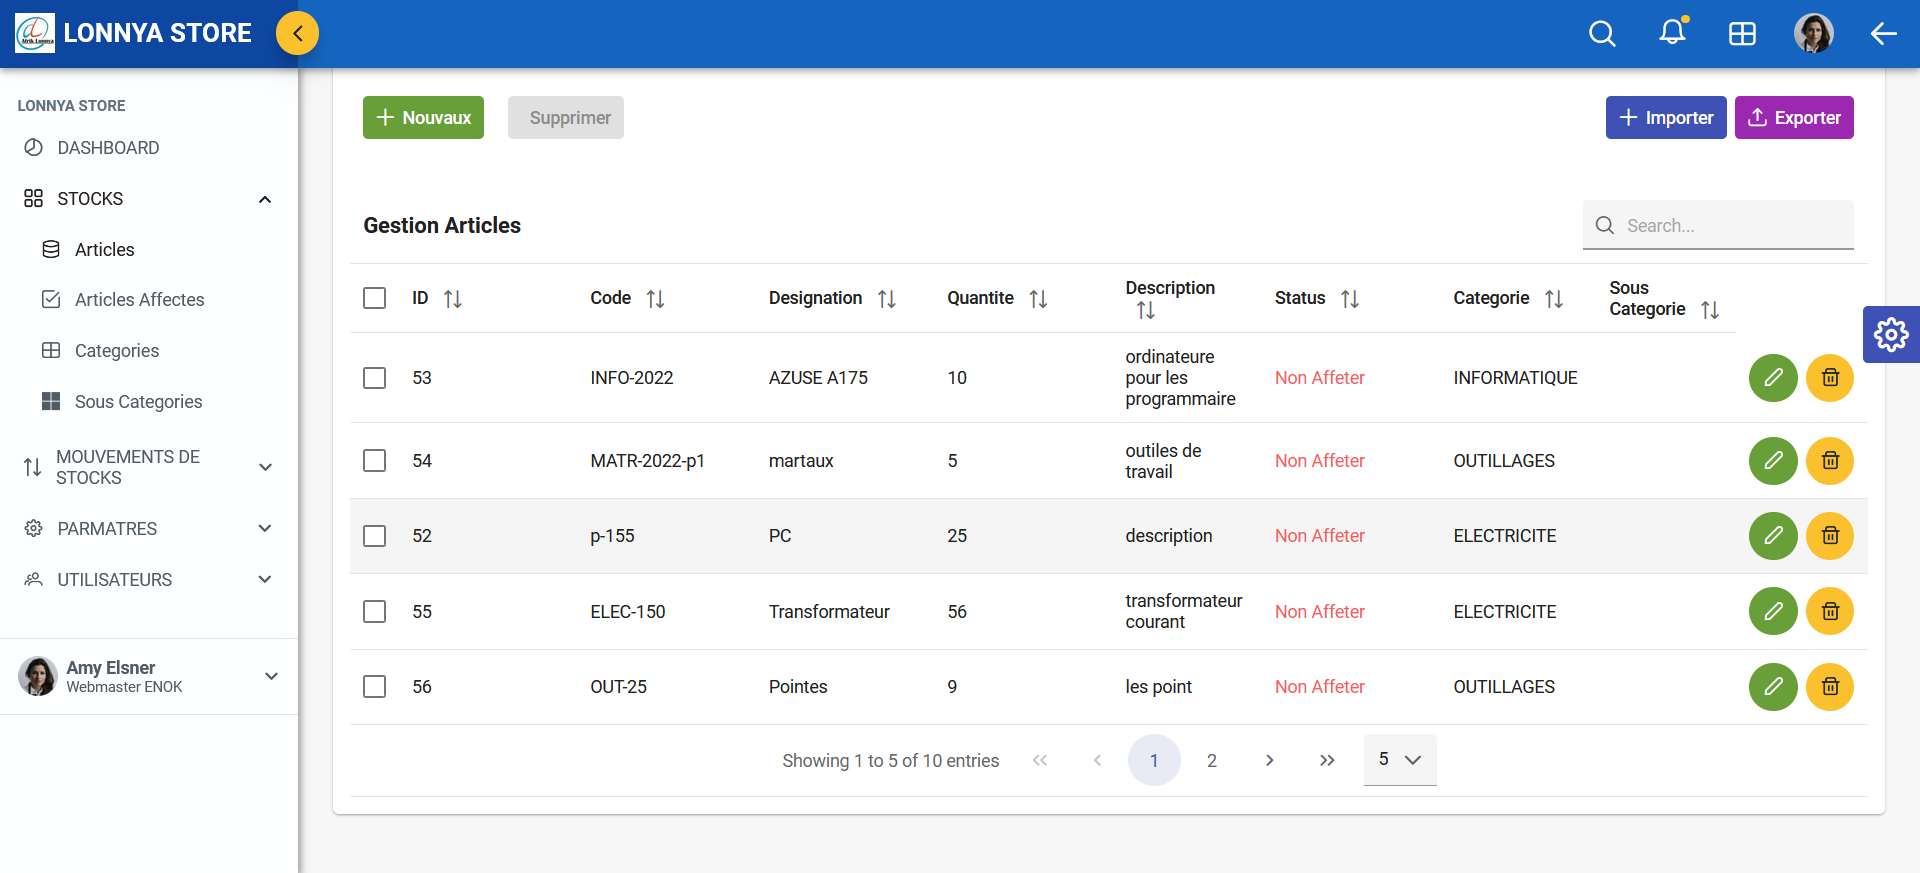 Afrik Lonnya
LONNYA STORE
LONNYA STORE
DASHBOARD
STOCKS
Articles
Articles Affectes
Categories
Sous Categories
MOUVEMENTS DE
STOCKS
PARMATRES
UTILISATEURS
Amy Elsner
Webmaster ENOK
Nouvaux
Supprimer
Importer
Exporter
Gestion Articles
Search...
ID
Code
Designation
Quantite
Description
Status
Categorie
Sous
Categorie
53
INFO-2022
AZUSE A175
10
ordinateure
pour les
programmaire
Non Affeter
INFORMATIQUE
54
MATR-2022-p1
martaux
5
outiles de
travail
Non Affeter
OUTILLAGES
52
p-155
PC
25
description
Non Affeter
ELECTRICITE
55
ELEC-150
Transformateur
56
transformateur
courant
Non Affeter
ELECTRICITE
56
OUT-25
Pointes
9
les point
Non Affeter
OUTILLAGES
Showing 1 to 5 of 10 entries
1
2
5